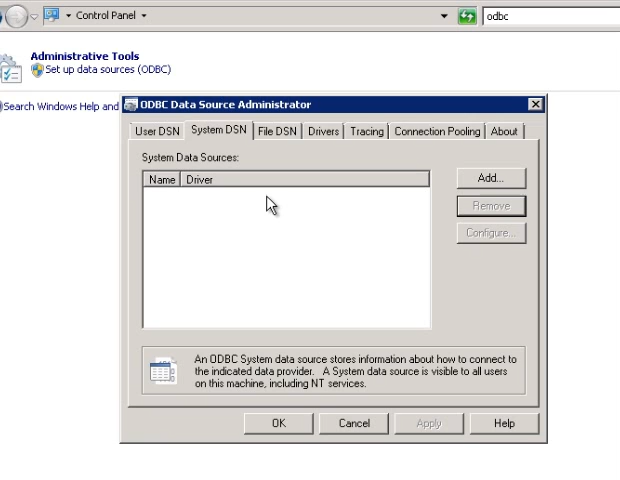 Control Panel
odbc
Administrative Tools
Set up data sources (ODBC)
Search Windows Help and
ODBC Data Source Administrator
User DSN System DSN File DSN Drivers Tracing Connection Pooling About
System Data Sources:
Name Driver
Add...
Remove
Configure...
An ODBC System data source stores information about how to connect to
the indicated data provider. A System data source is visible to all users
on this machine, including NT services.
OK Cancel Apply Help